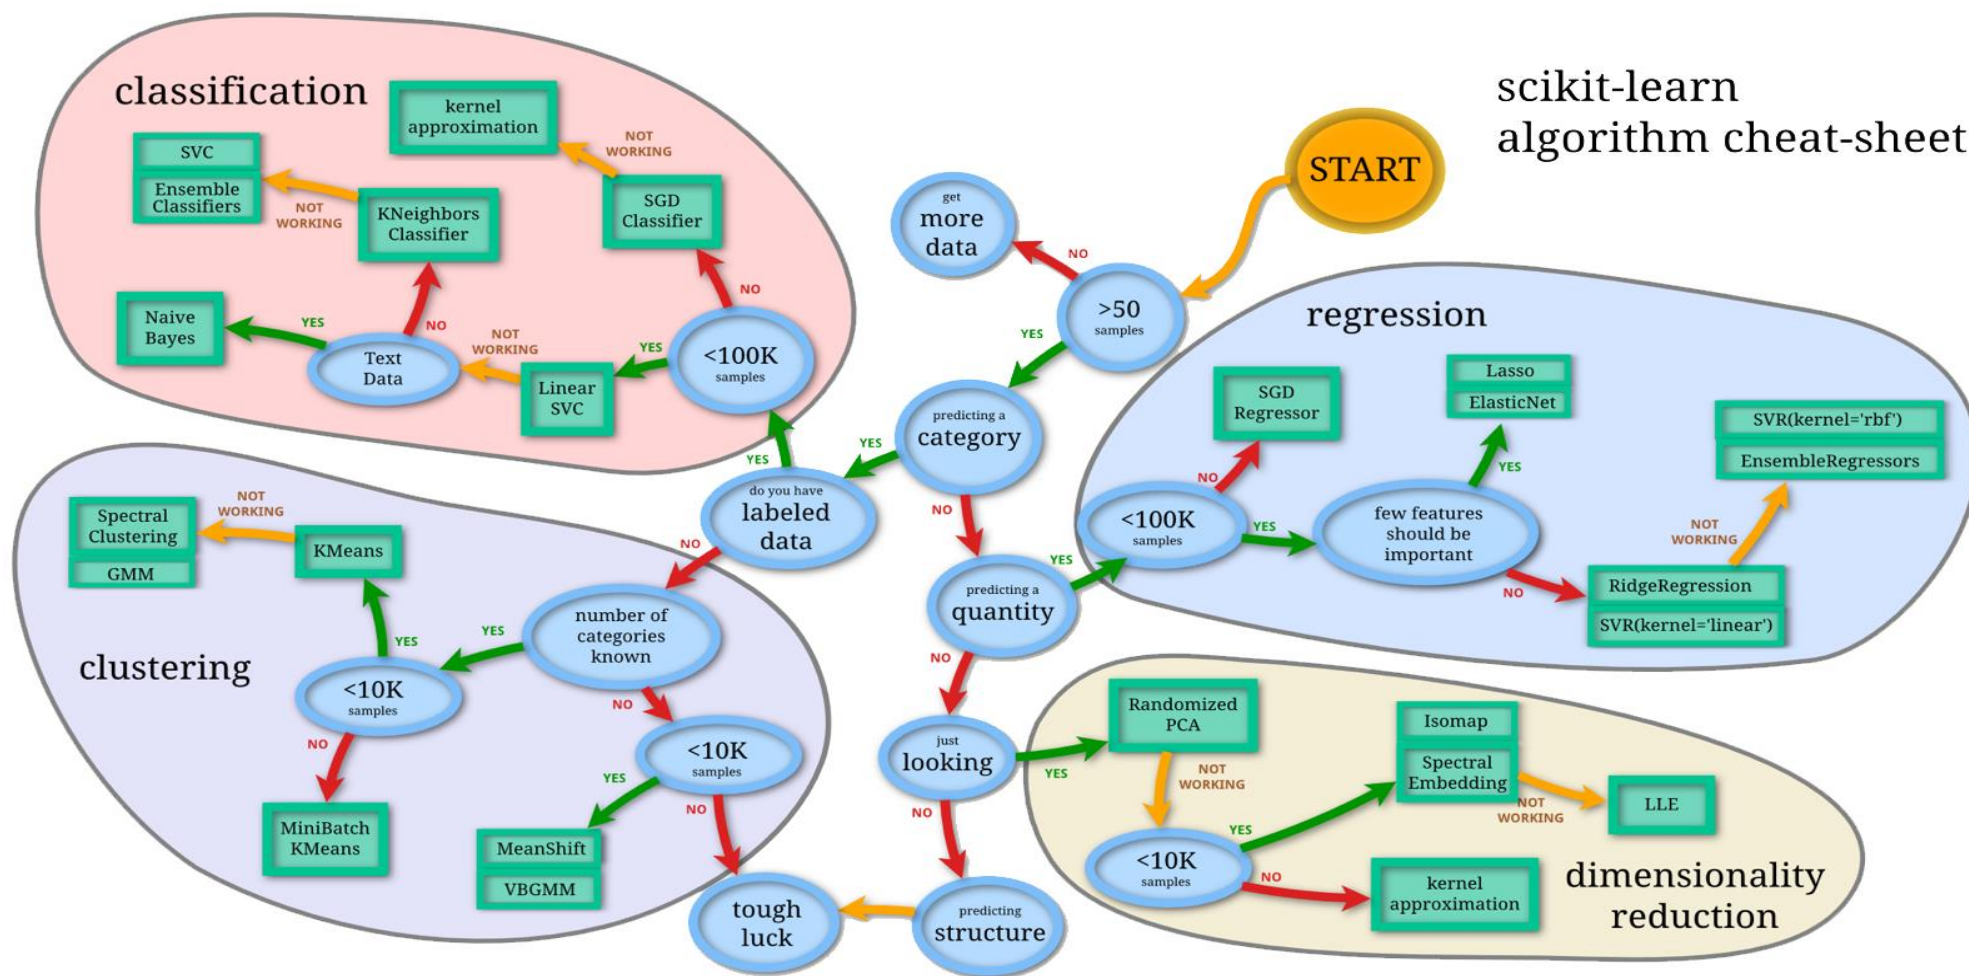 scikit-learn
algorithm cheat-sheet
START
get
more
data
NO
>50
samples
YES
predicting a
category
YES
NO
do you have
labeled
data
YES
NO
predicting a
quantity
YES
NO
just
looking
YES
NO
predicting
structure
tough
luck
classification
kernel
approximation
NOT
WORKING
SVC
Ensemble
Classifiers
NOT
WORKING
KNeighbors
Classifier
SGD
Classifier
NO
Naive
Bayes
YES
NO
Text
Data
NOT
WORKING
Linear
SVC
YES
<100K
samples
regression
SGD
Regressor
NO
<100K
samples
YES
Lasso
ElasticNet
YES
few features
should be
important
NO
SVR(kernel='rbf')
EnsembleRegressors
NOT
WORKING
RidgeRegression
SVR(kernel='linear')
clustering
Spectral
Clustering
GMM
NOT
WORKING
KMeans
YES
<10K
samples
YES
NO
MiniBatch
KMeans
number of
categories
known
NO
<10K
samples
YES
NO
MeanShift
VBGMM
dimensionality
reduction
Randomized
PCA
NOT
WORKING
<10K
samples
YES
NO
Isomap
Spectral
Embedding
NOT
WORKING
LLE
kernel
approximation